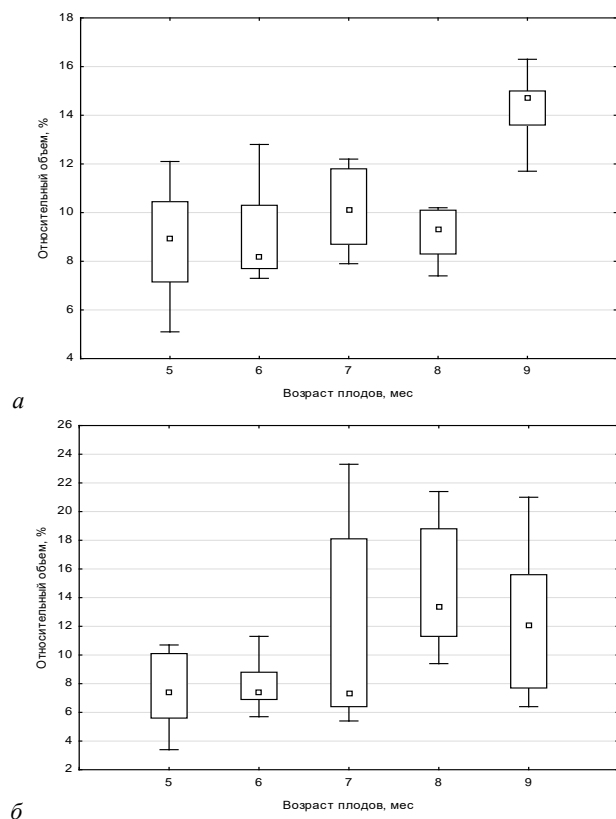 18
16
14
12
10
8
6
4
Относительный объем, %
5 6 7 8 9
Возраст плодов, мес
а
26
24
22
20
18
16
14
12
10
8
6
4
2
Относительный объем, %
5 6 7 8 9
Возраст плодов, мес
б